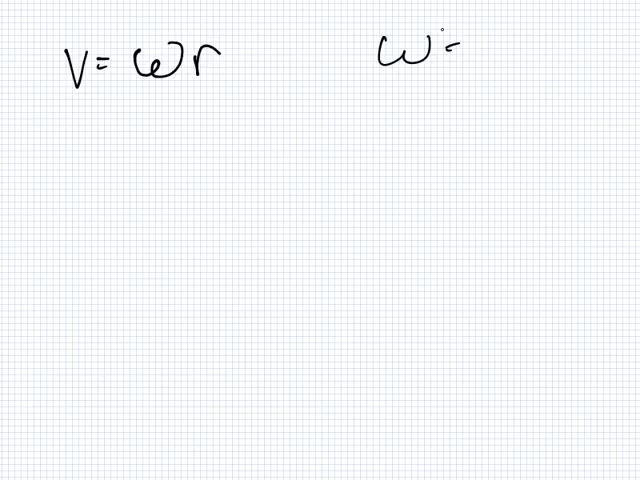 v = ωr
ω =